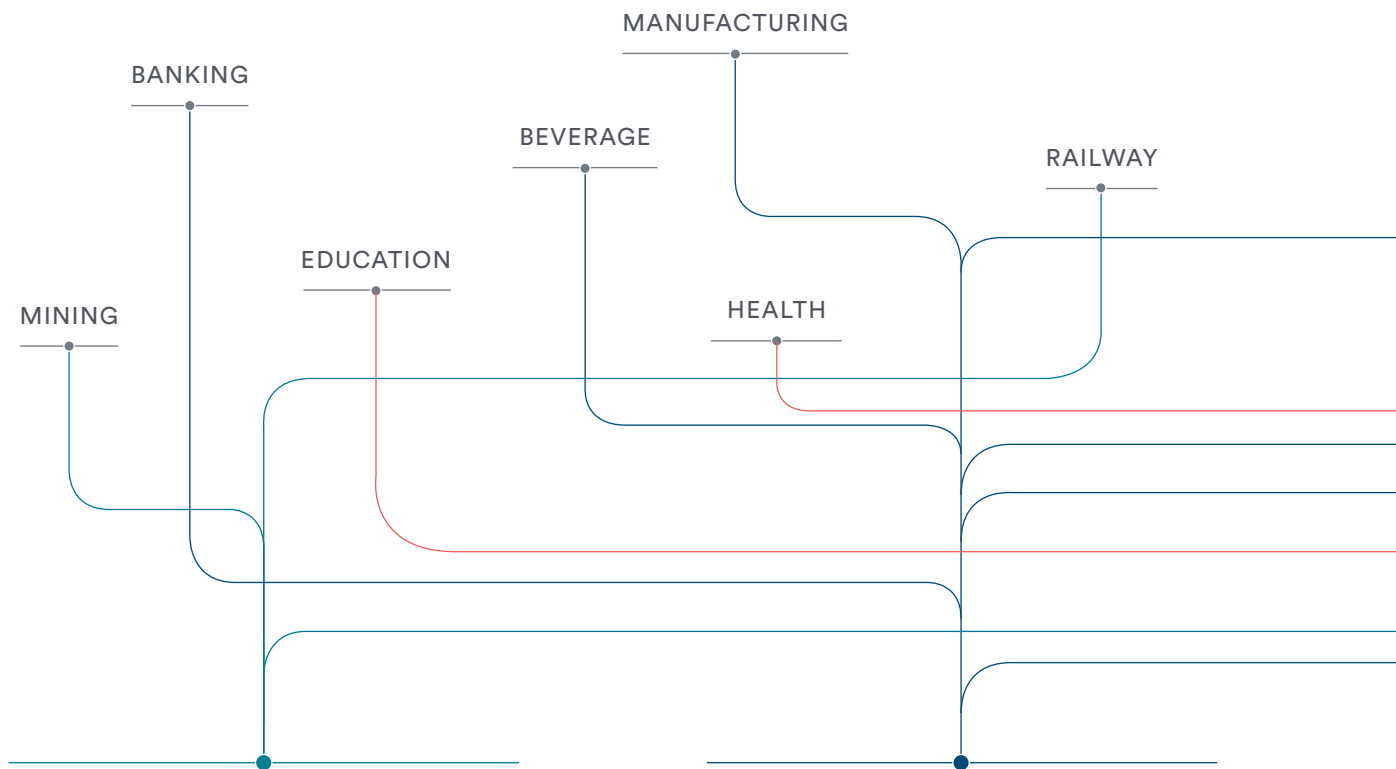 MANUFACTURING
BANKING
BEVERAGE
RAILWAY
EDUCATION
HEALTH
MINING